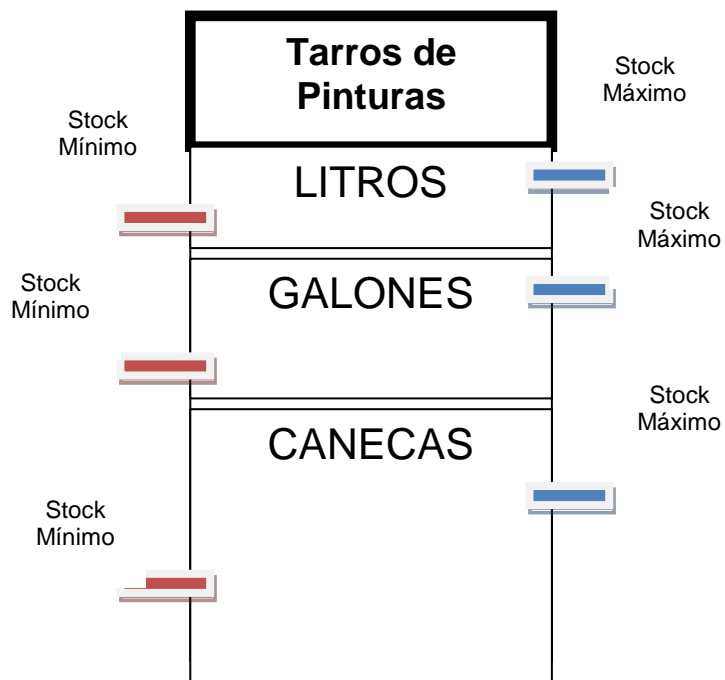 Tarros de
Pinturas
Stock
Máximo
Stock
Mínimo
LITROS
Stock
Máximo
Stock
Mínimo
GALONES
Stock
Máximo
CANECAS
Stock
Mínimo